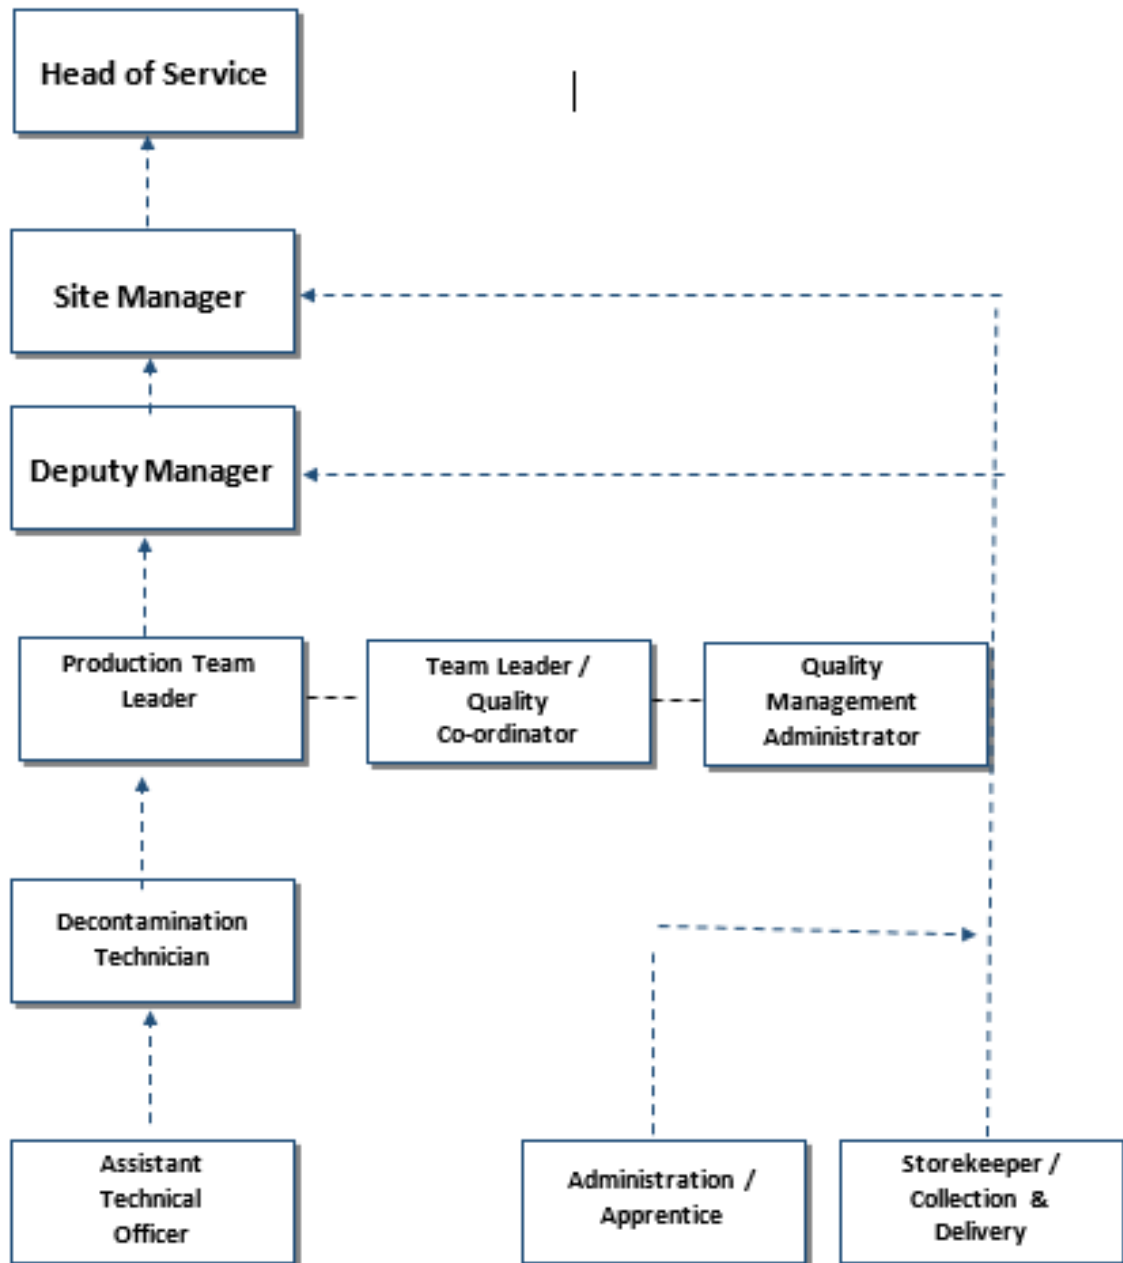 Head of Service
Site Manager
Deputy Manager
Production Team
Leader
Team Leader /
Quality
Co-ordinator
Quality
Management
Administrator
Decontamination
Technician
Assistant
Technical
Officer
Administration /
Apprentice
Storekeeper /
Collection & 
Delivery